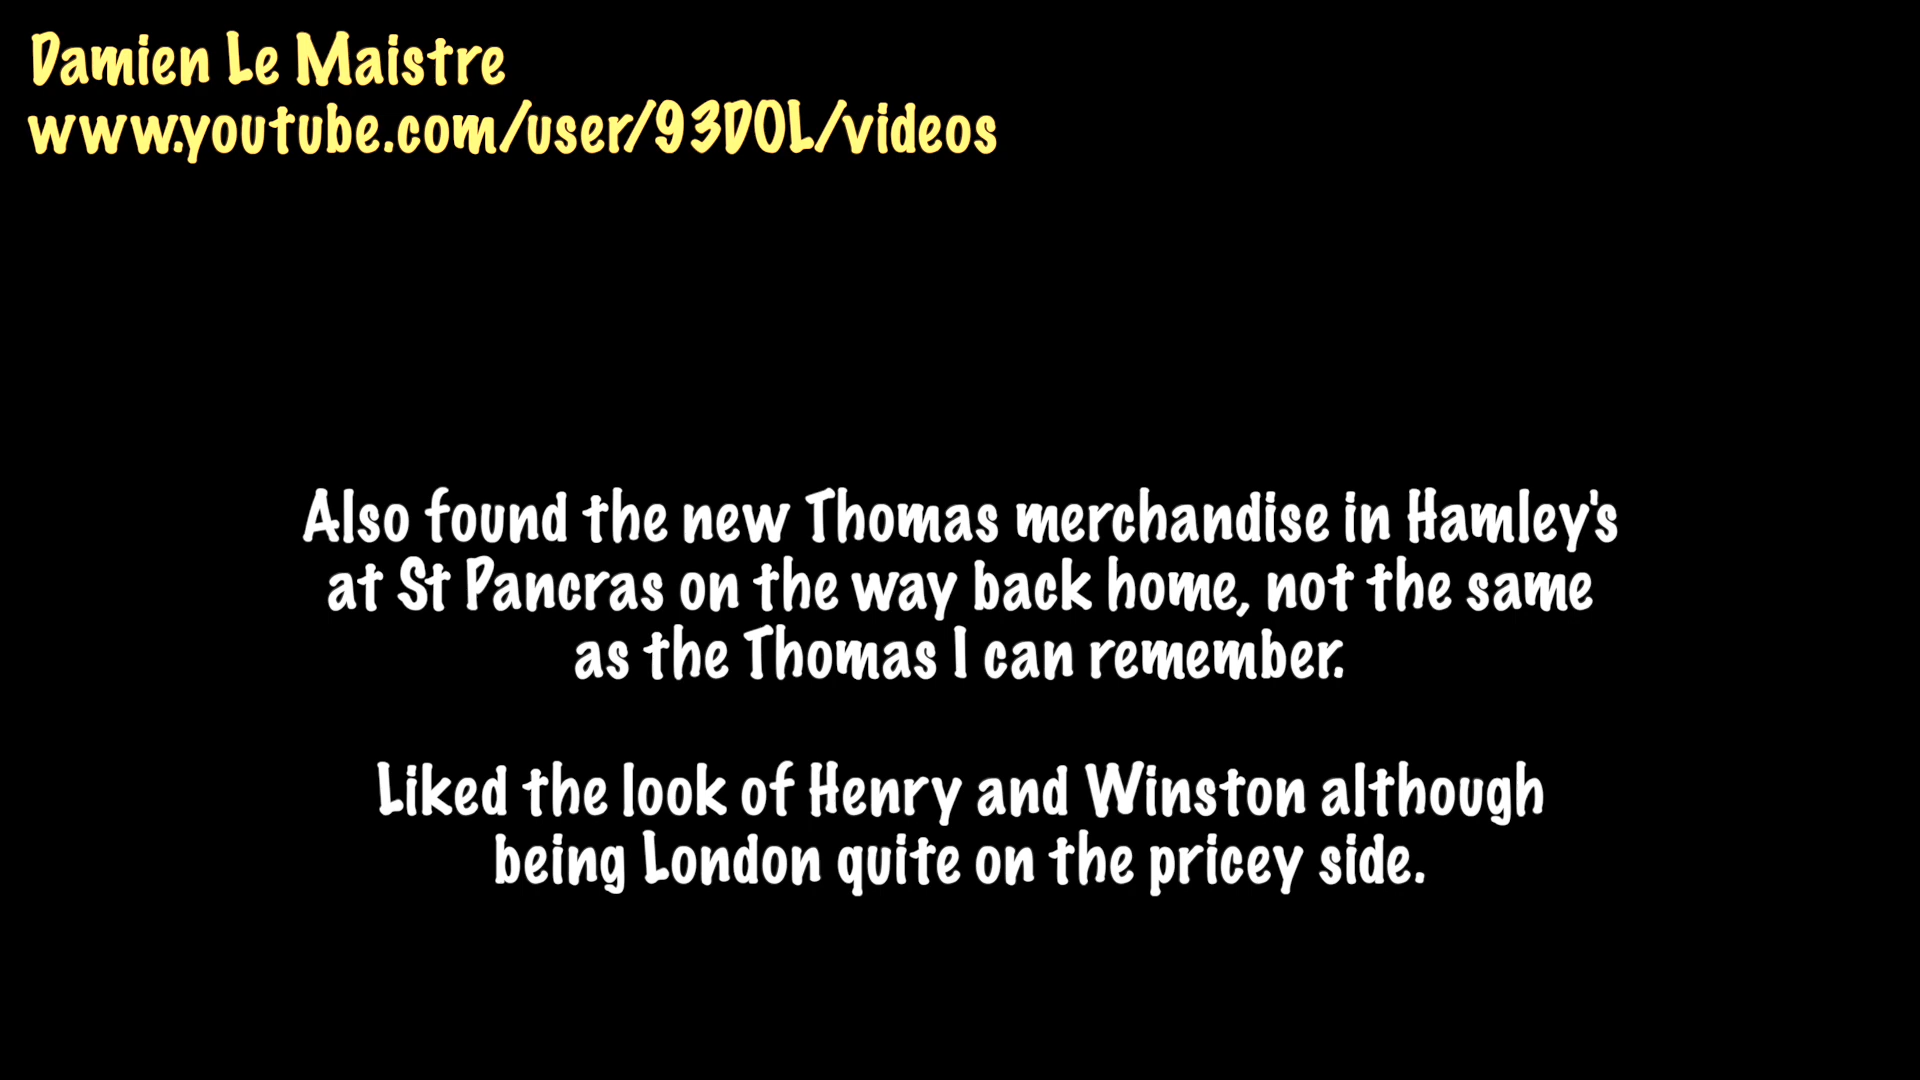 Damien Le Maistre
www.youtube.com/user/93DOL/videos
Also found the new Thomas merchandise in Hamley's
at St Pancras on the way back home, not the same
as the Thomas I can remember.
Liked the look of Henry and Winston although
being London quite on the pricey side.